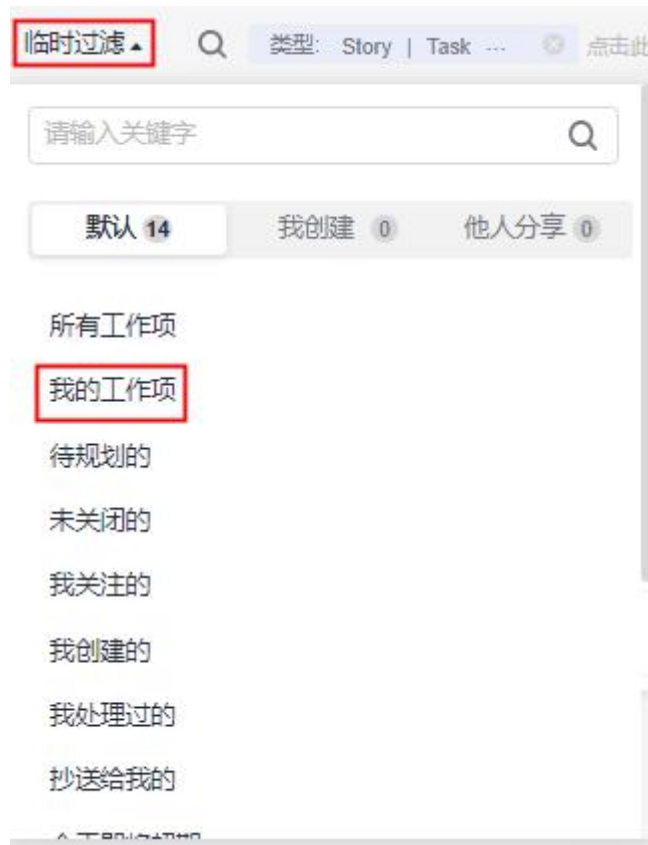 临时过滤 类型: Story | Task ... 点击此
请输入关键字
默认 14 我创建 0 他人分享 0
所有工作项
我的工作项
待规划的
未关闭的
我关注的
我创建的
我处理过的
抄送给我的